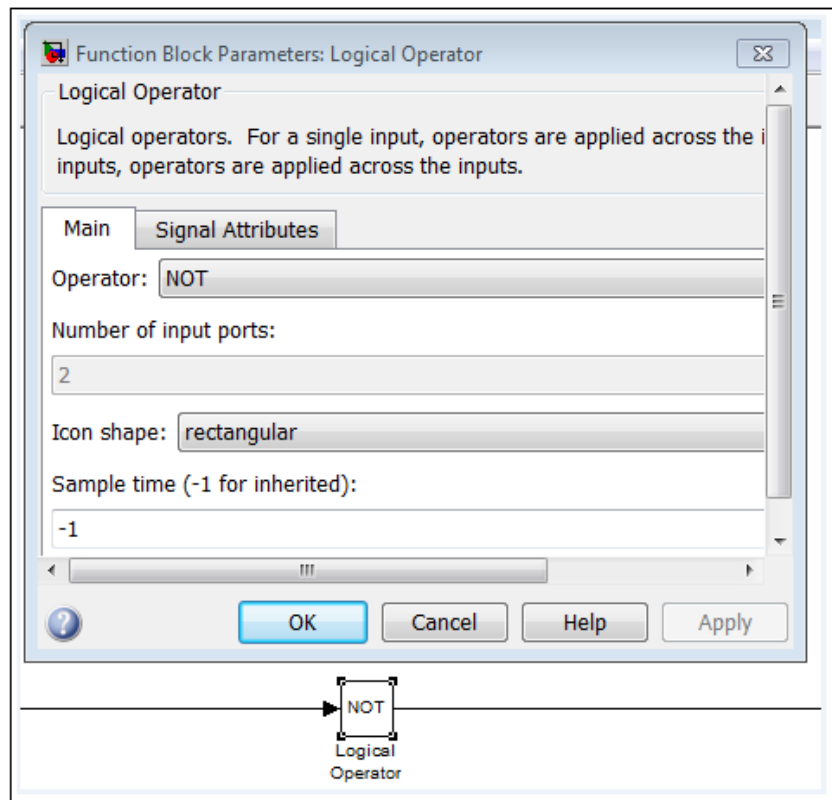 Function Block Parameters: Logical Operator
Logical Operator
Logical operators. For a single input, operators are applied across the i
inputs, operators are applied across the inputs.
Main
Signal Attributes
Operator: NOT
Number of input ports:
2
Icon shape: rectangular
Sample time (-1 for inherited):
-1
OK Cancel Help Apply
NOT
Logical
Operator